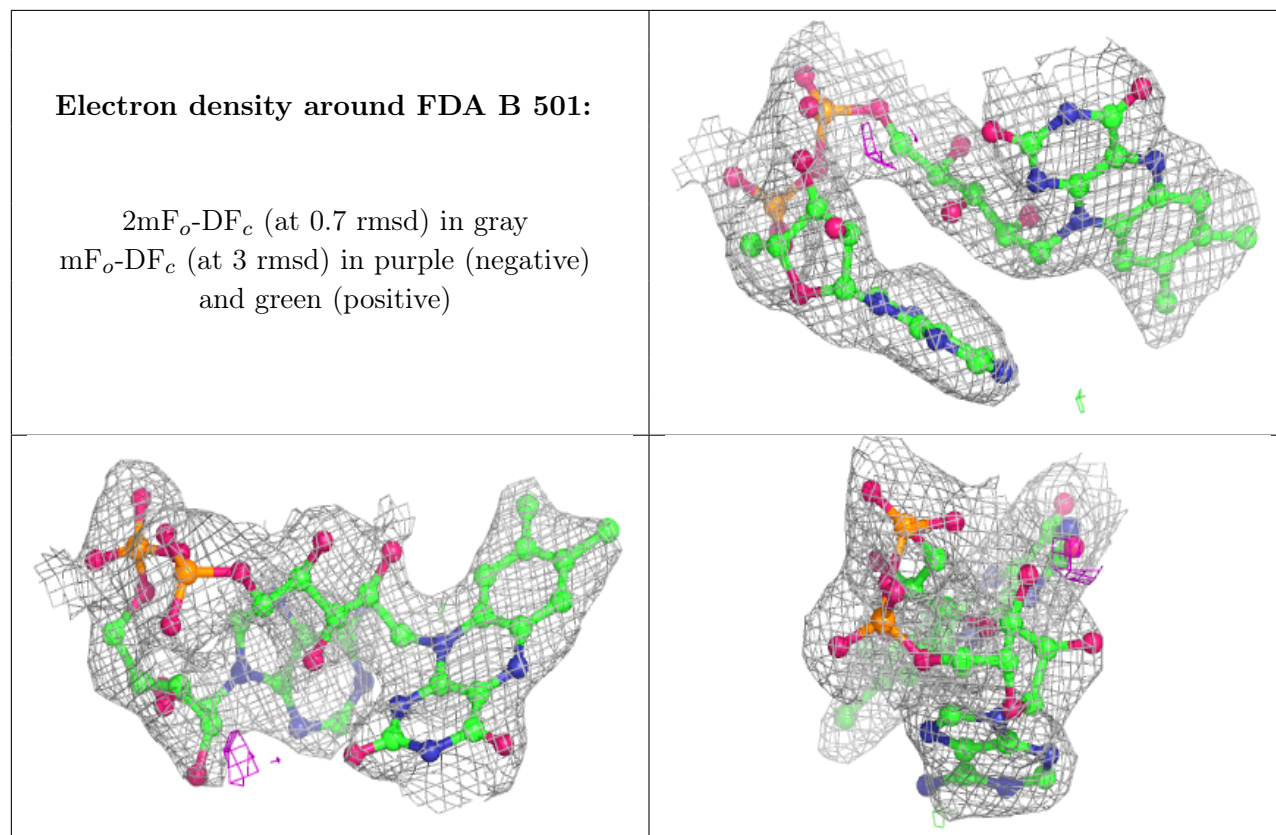 Electron density around FDA B 501:
2mFo-DFc (at 0.7 rmsd) in gray
mFo-DFc (at 3 rmsd) in purple (negative)
and green (positive)